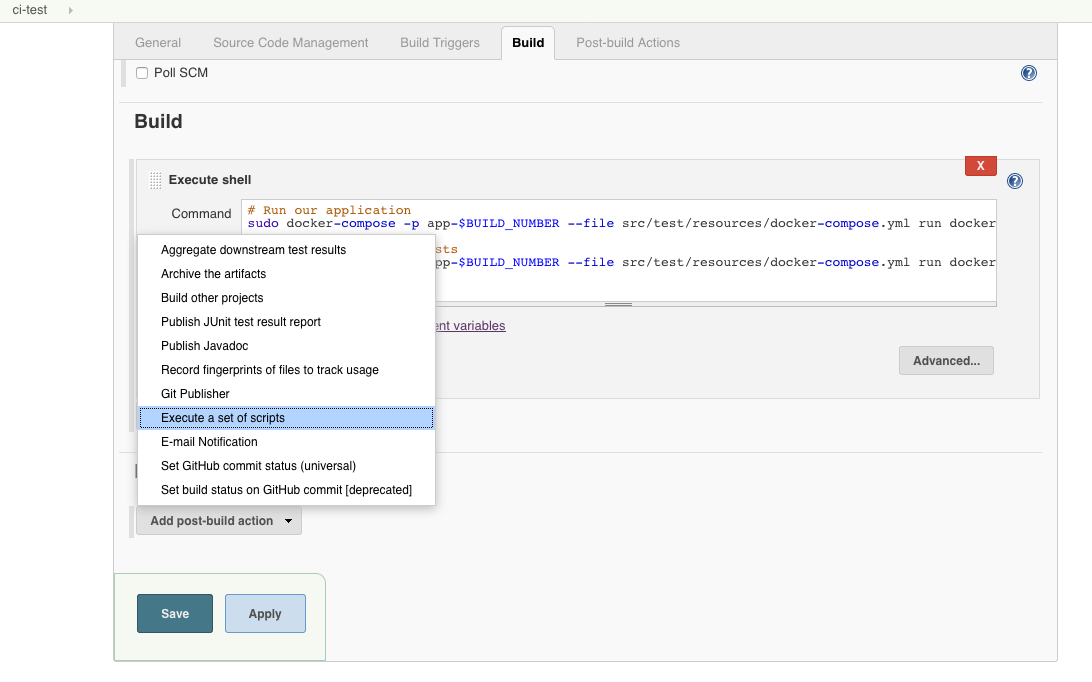 ci-test
General Source Code Management Build Triggers Build Post-build Actions
Poll SCM
Build
X
Execute shell
Command
# Run our application
sudo docker-compose -p app-$BUILD_NUMBER --file src/test/resources/docker-compose.yml run docker
sts
pp-$BUILD_NUMBER --file src/test/resources/docker-compose.yml run docker
ent variables
Advanced...
Aggregate downstream test results
Archive the artifacts
Build other projects
Publish JUnit test result report
Publish Javadoc
Record fingerprints of files to track usage
Git Publisher
Execute a set of scripts
E-mail Notification
Set GitHub commit status (universal)
Set build status on GitHub commit [deprecated]
Add post-build action
Save Apply